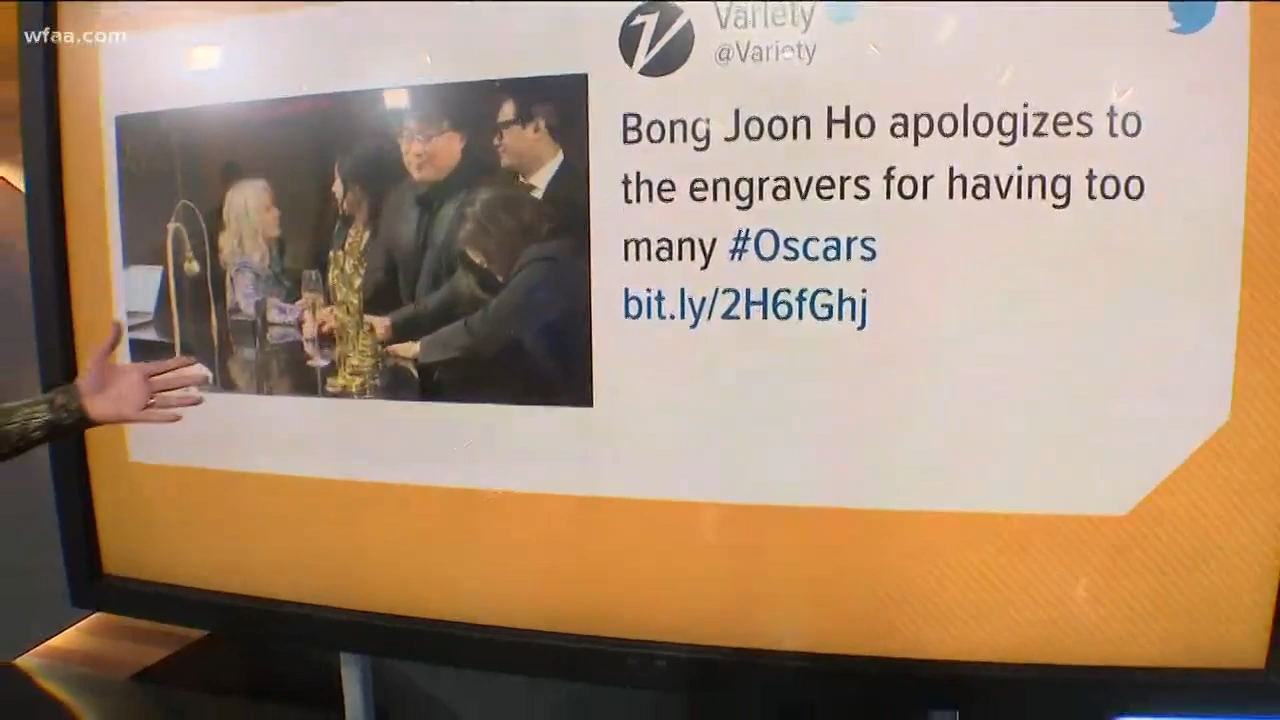 wfaa.com
Variety
@Variety
Bong Joon Ho apologizes to
the engravers for having too
many #Oscars
bit.ly/2H6fGhj